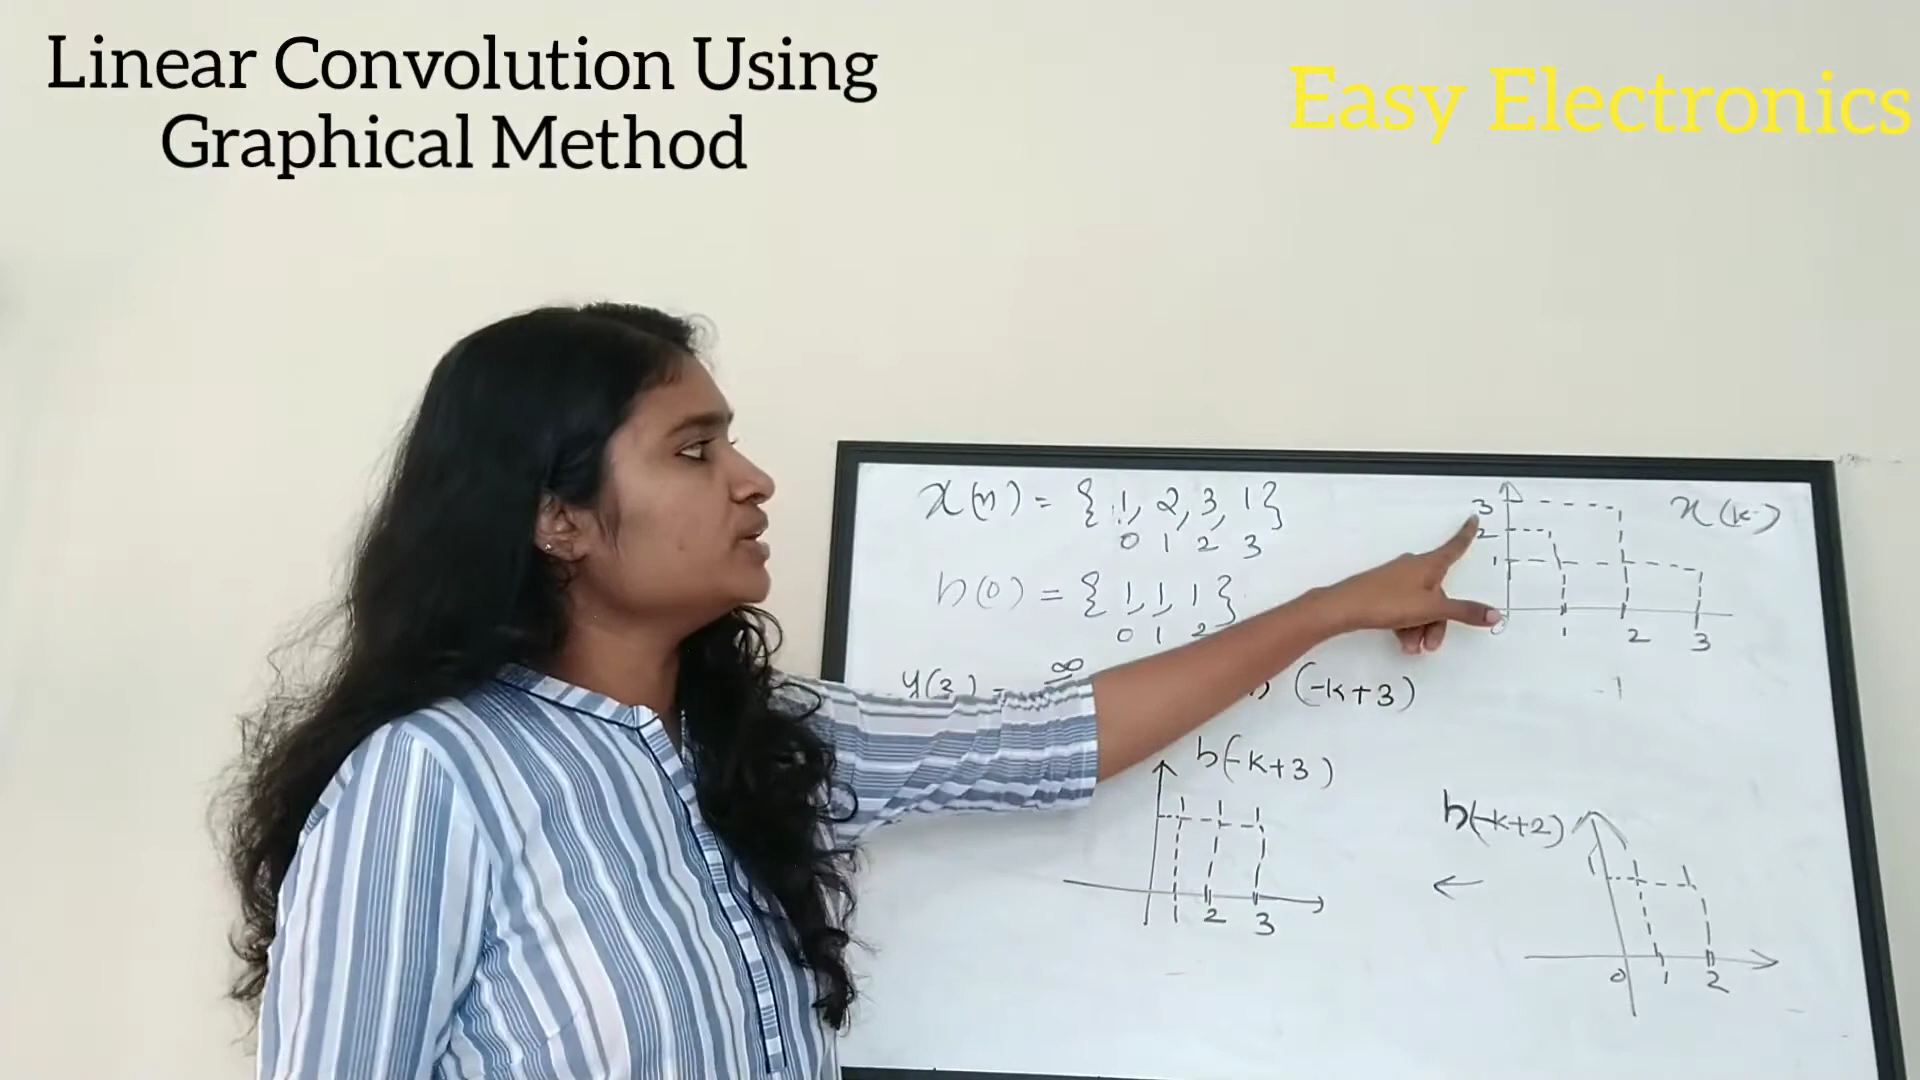 Linear Convolution Using
Graphical Method
Easy Electronics
x(n) = { 1, 2, 3, 1 }
0 1 2 3
h(0) = { 1, 1, 1 }
0 1 2
y(3) = ∞
(-k+3)
3
2
1
0 1 2 3
x(k)
-1
h(-k+3)
1 2 3
h(-k+2)
←
0 1 2